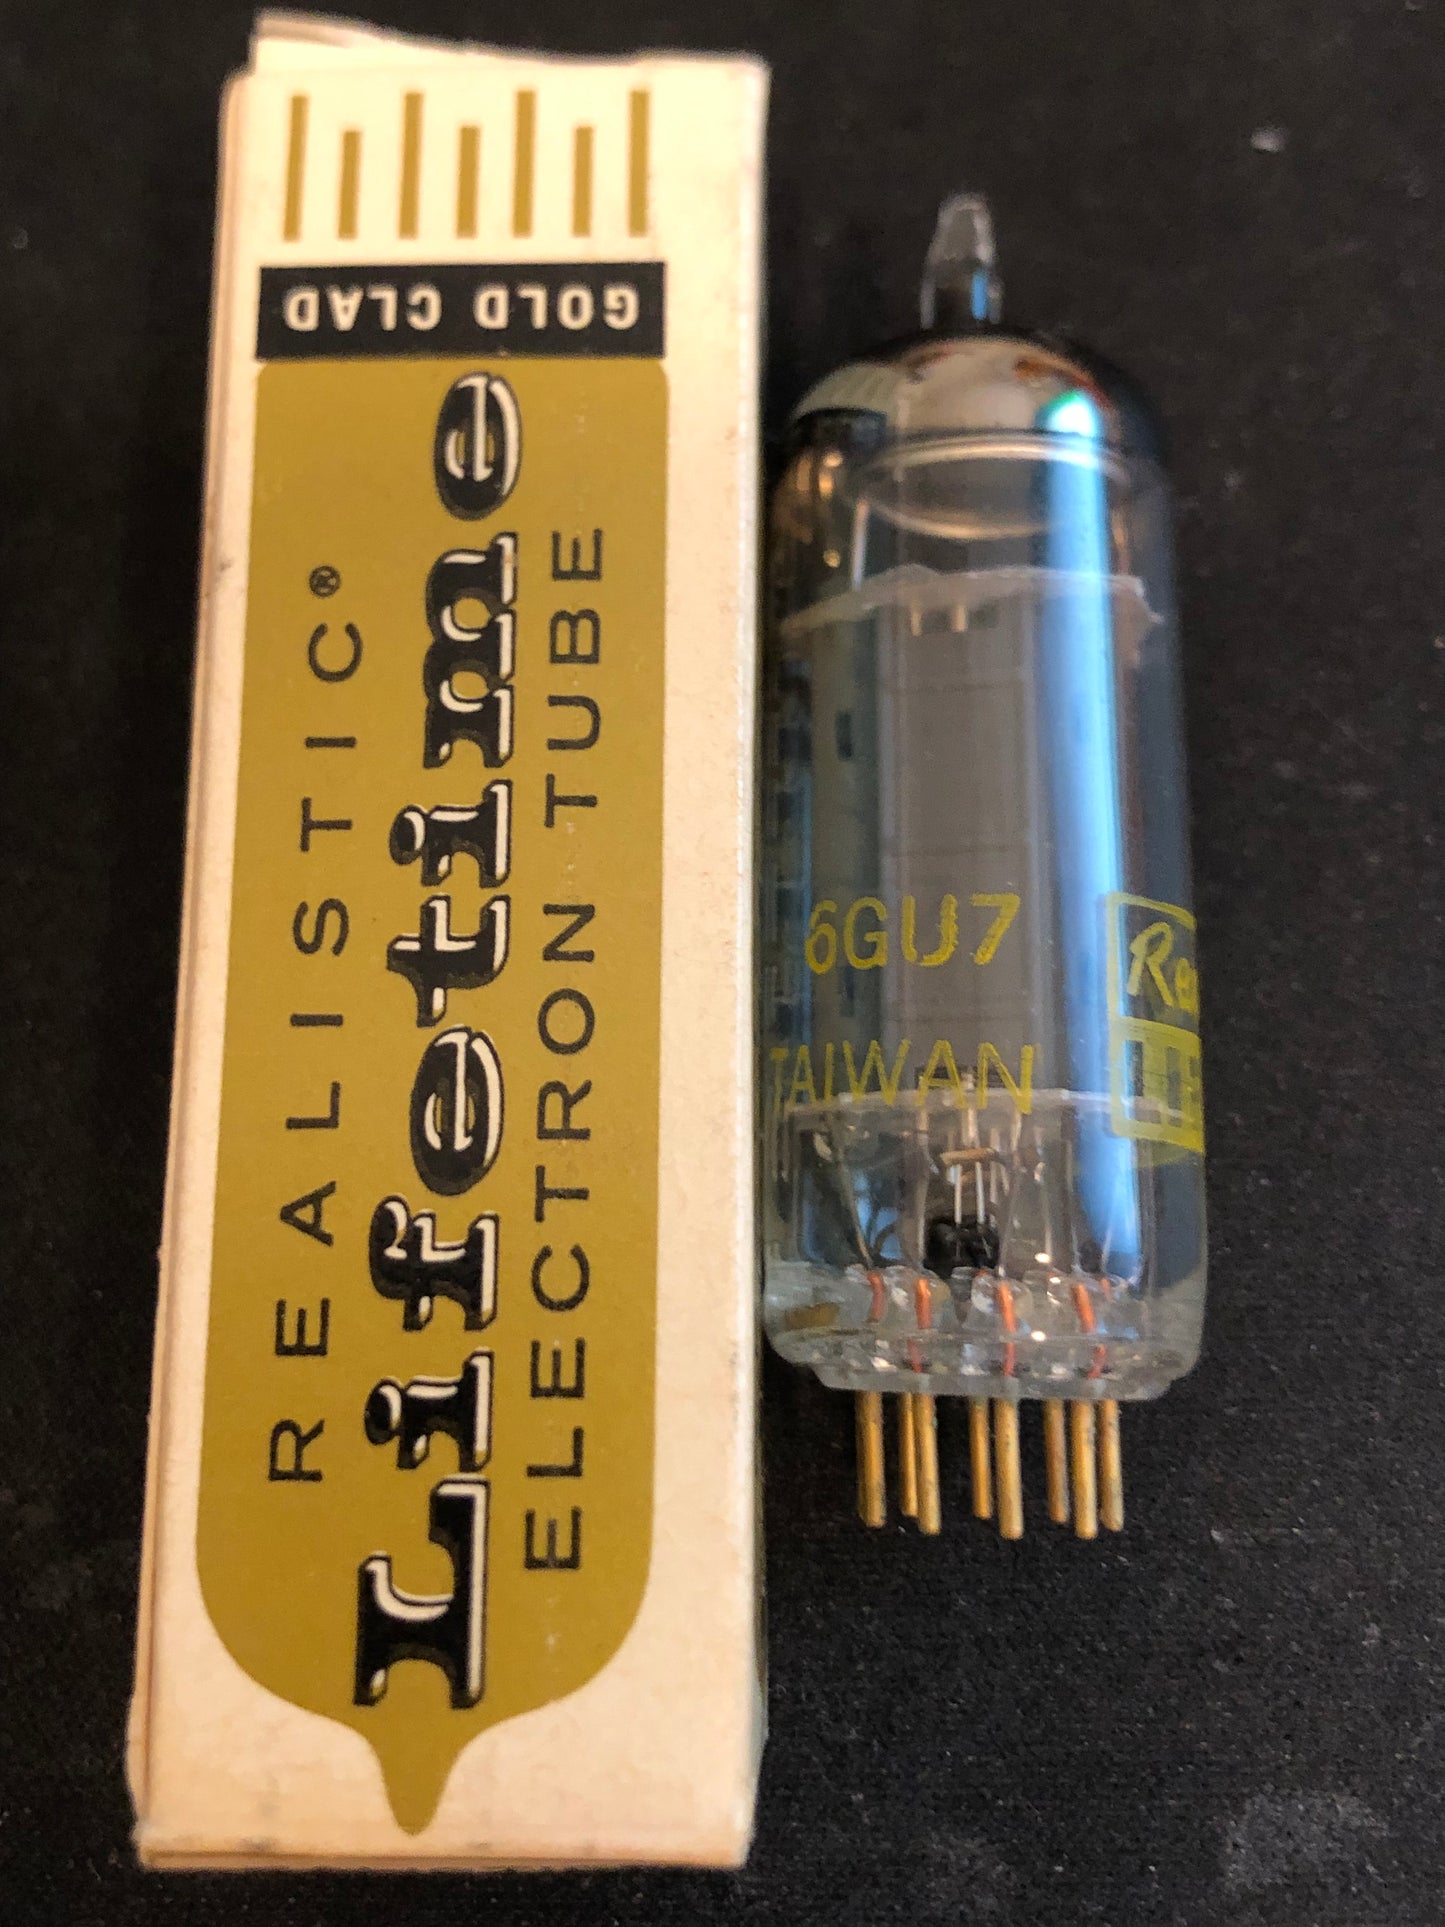 GOLD CLAD
REALISTIC®
Lifetime
ELECTRON TUBE
6GU7
TAIWAN